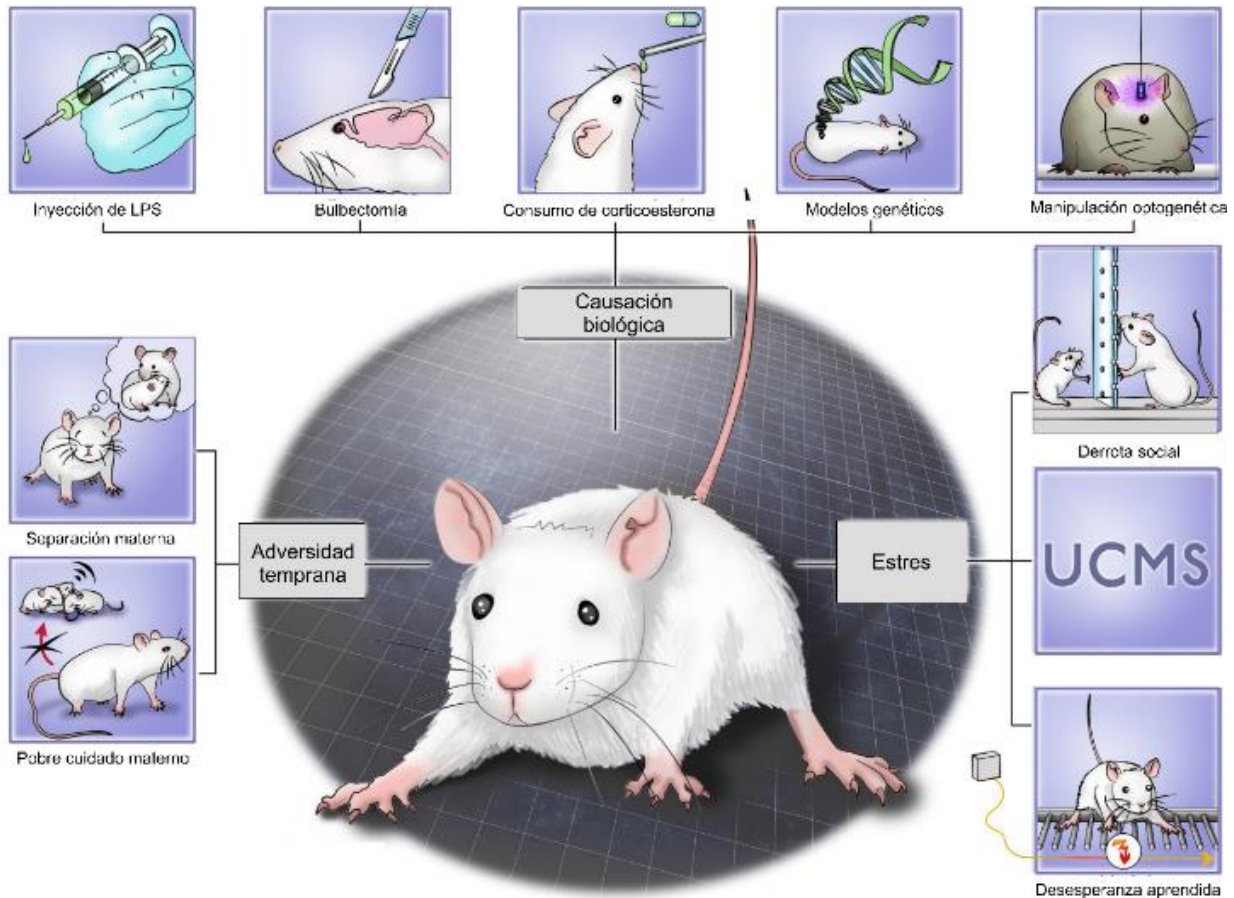 Inyección de LPS
Bulbectomía
Consumo de corticoesterona
Modelos genéticos
Manipulación optogenética
Causación
biológica
Separación materna
Pobre cuidado materno
Adversidad
temprana
Estres
Derrota social
UCMS
Desesperanza aprendida